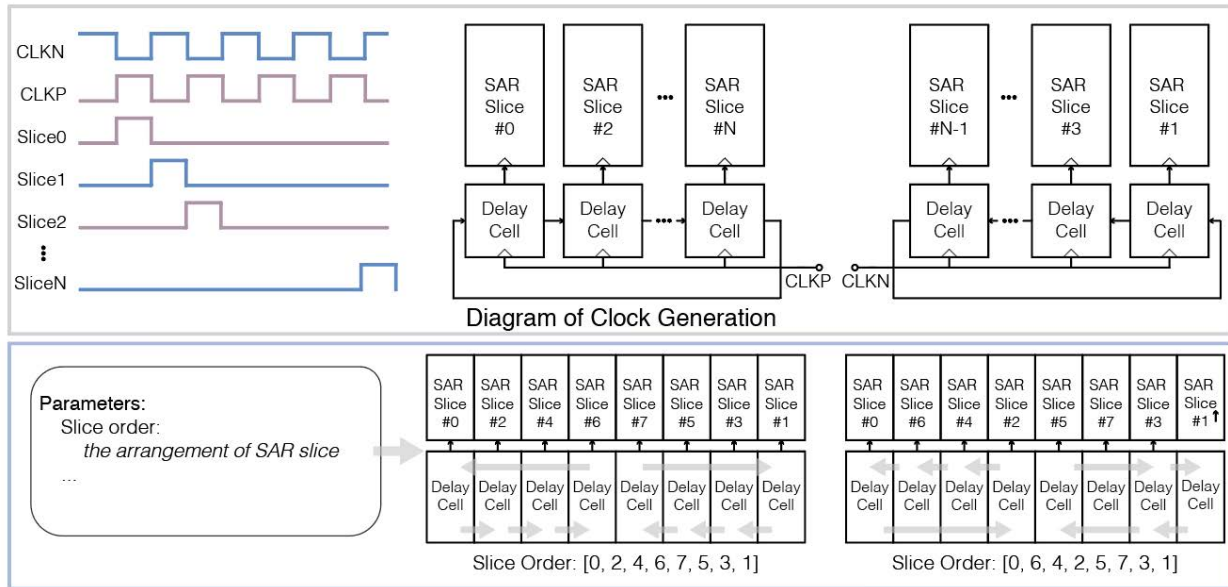 CLKN
CLKP
Slice0
Slice1
Slice2
SliceN
SAR Slice #0
SAR Slice #2
...
SAR Slice #N
SAR Slice #N-1
...
SAR Slice #3
SAR Slice #1
Delay Cell
Delay Cell
...
Delay Cell
Delay Cell
...
Delay Cell
Delay Cell
CLKP
CLKN
Diagram of Clock Generation
Parameters:
Slice order:
the arrangement of SAR slice
...
SAR Slice #0
SAR Slice #2
SAR Slice #4
SAR Slice #6
SAR Slice #7
SAR Slice #5
SAR Slice #3
SAR Slice #1
Delay Cell
Delay Cell
Delay Cell
Delay Cell
Delay Cell
Delay Cell
Delay Cell
Delay Cell
Slice Order: [0, 2, 4, 6, 7, 5, 3, 1]
SAR Slice #0
SAR Slice #6
SAR Slice #4
SAR Slice #2
SAR Slice #5
SAR Slice #7
SAR Slice #3
SAR Slice #1
Delay Cell
Delay Cell
Delay Cell
Delay Cell
Delay Cell
Delay Cell
Delay Cell
Delay Cell
Slice Order: [0, 6, 4, 2, 5, 7, 3, 1]